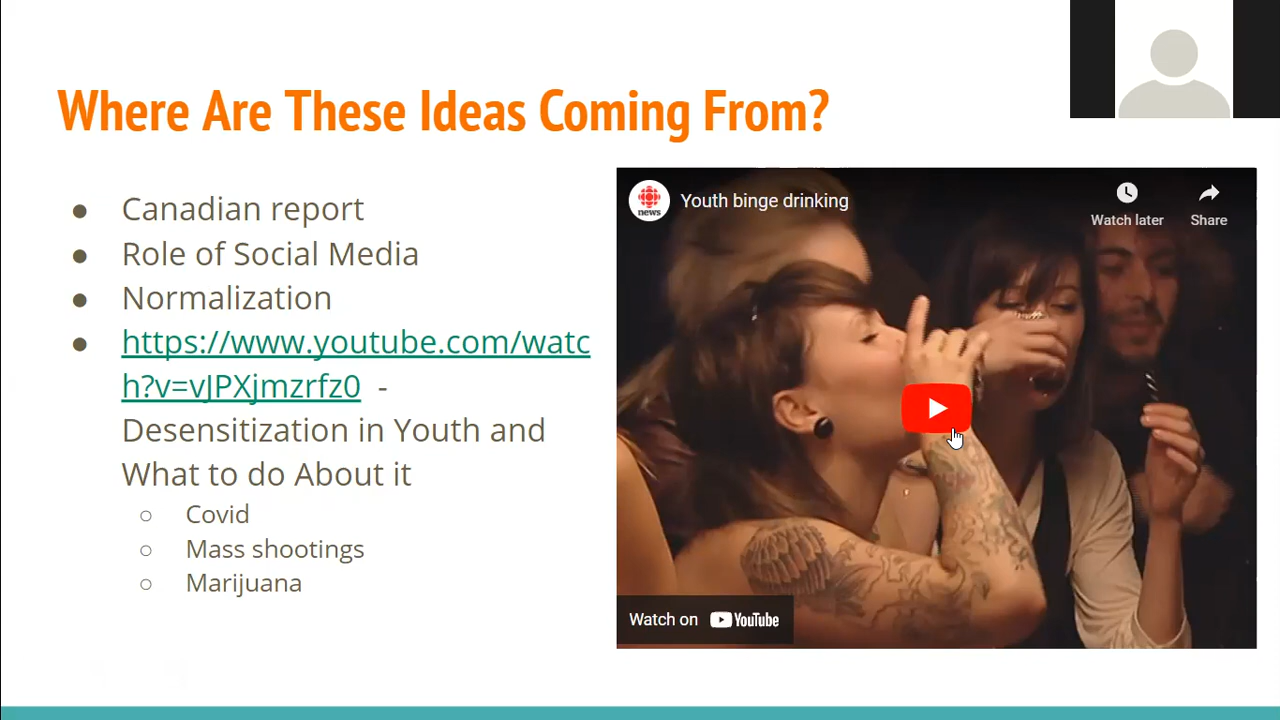 Where Are These Ideas Coming From?
● Canadian report
● Role of Social Media
● Normalization
● https://www.youtube.com/watc
h?v=vJPXjmzrfz0 -
Desensitization in Youth and
What to do About it
○ Covid
○ Mass shootings
○ Marijuana
news
Youth binge drinking
Watch later
Share
Watch on YouTube